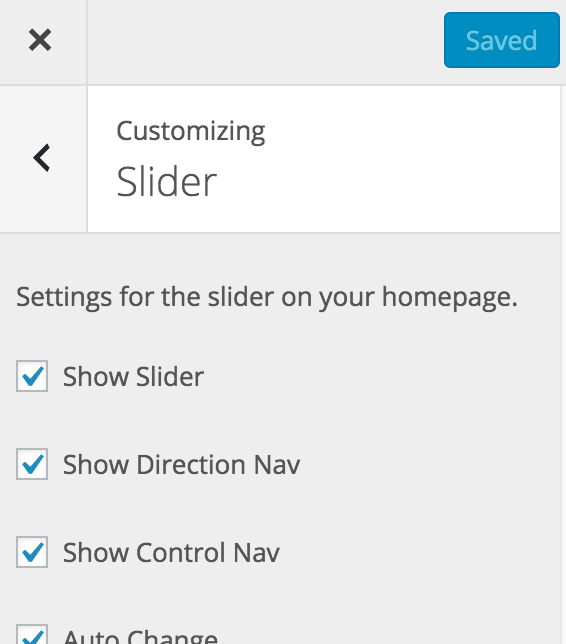 Saved
Customizing
Slider
Settings for the slider on your homepage.
Show Slider
Show Direction Nav
Show Control Nav
Auto Change